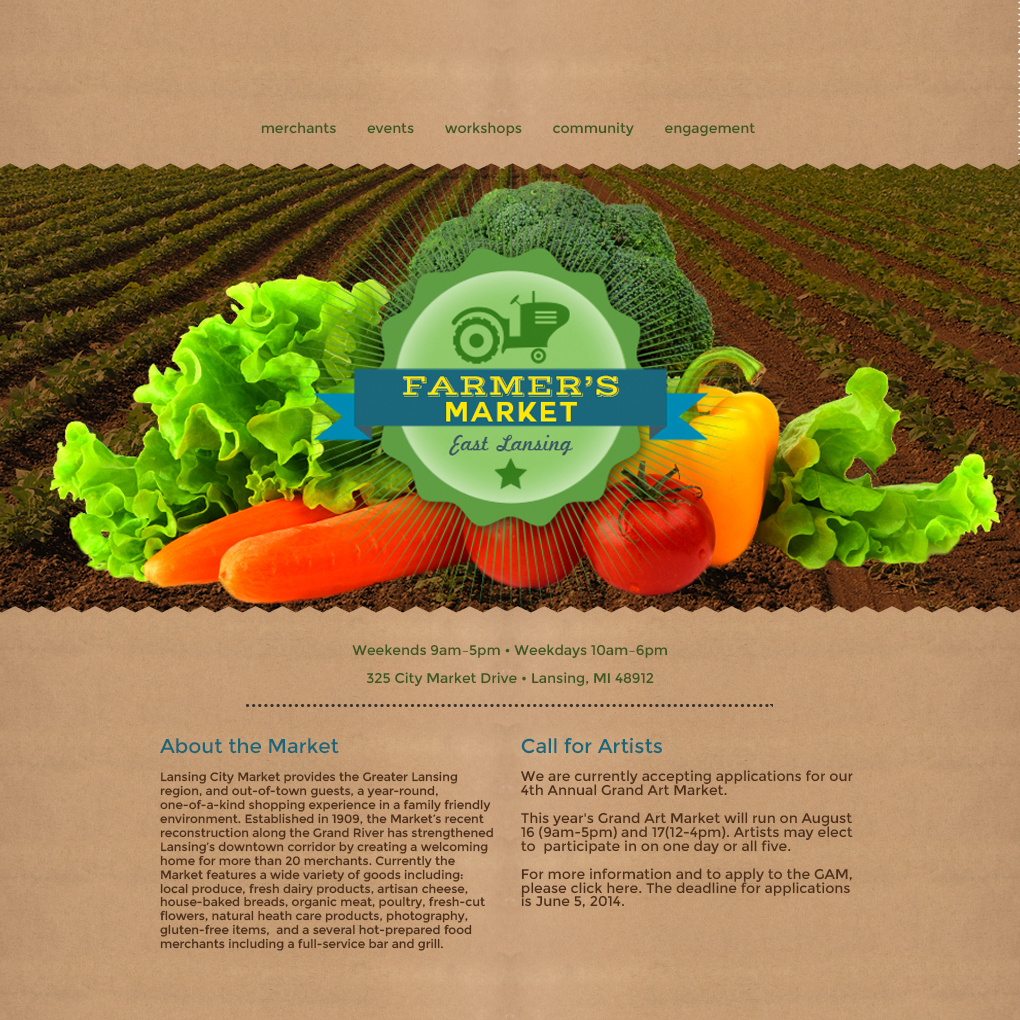 merchants events workshops community engagement
FARMER'S
MARKET
East Lansing
Weekends 9am–5pm • Weekdays 10am–6pm
325 City Market Drive • Lansing, MI 48912
About the Market
Lansing City Market provides the Greater Lansing
region, and out-of-town guests, a year-round,
one-of-a-kind shopping experience in a family friendly
environment. Established in 1909, the Market's recent
reconstruction along the Grand River has strengthened
Lansing's downtown corridor by creating a welcoming
home for more than 20 merchants. Currently the
Market features a wide variety of goods including:
local produce, fresh dairy products, artisan cheese,
house-baked breads, organic meat, poultry, fresh-cut
flowers, natural heath care products, photography,
gluten-free items,  and a several hot-prepared food
merchants including a full-service bar and grill.
Call for Artists
We are currently accepting applications for our
4th Annual Grand Art Market.
This year's Grand Art Market will run on August
16 (9am-5pm) and 17(12-4pm). Artists may elect
to  participate in on one day or all five.
For more information and to apply to the GAM,
please click here. The deadline for applications
is June 5, 2014.